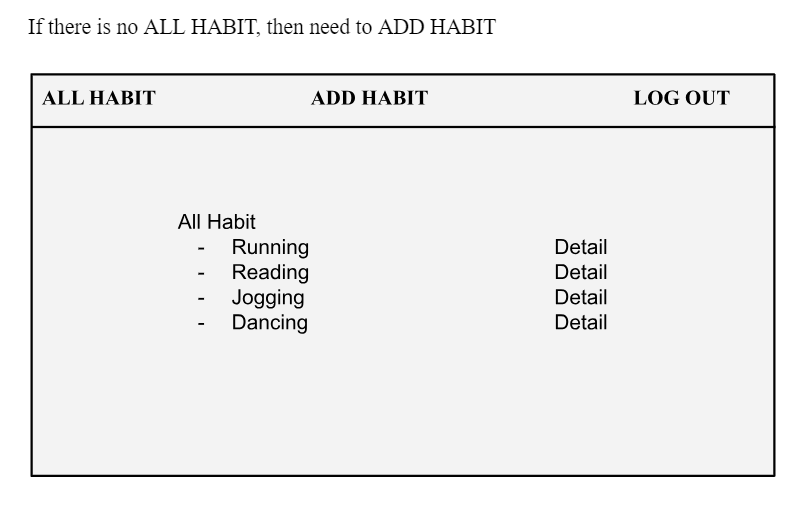 If there is no ALL HABIT, then need to ADD HABIT
ALL HABIT ADD HABIT LOG OUT
All Habit
- Running Detail
- Reading Detail
- Jogging Detail
- Dancing Detail